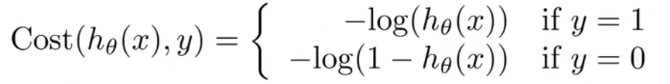 Cost(hθ(x), y) = { −log(hθ(x)) if y = 1
−log(1 − hθ(x)) if y = 0